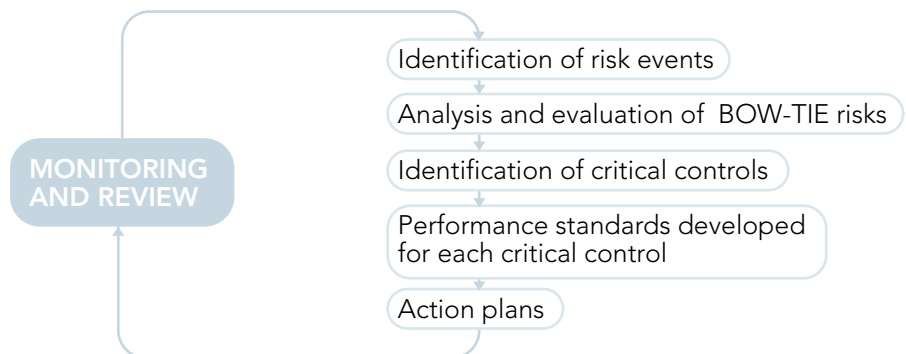 Identification of risk events
Analysis and evaluation of BOW-TIE risks
MONITORING
AND REVIEW
Identification of critical controls
Performance standards developed
for each critical control
Action plans